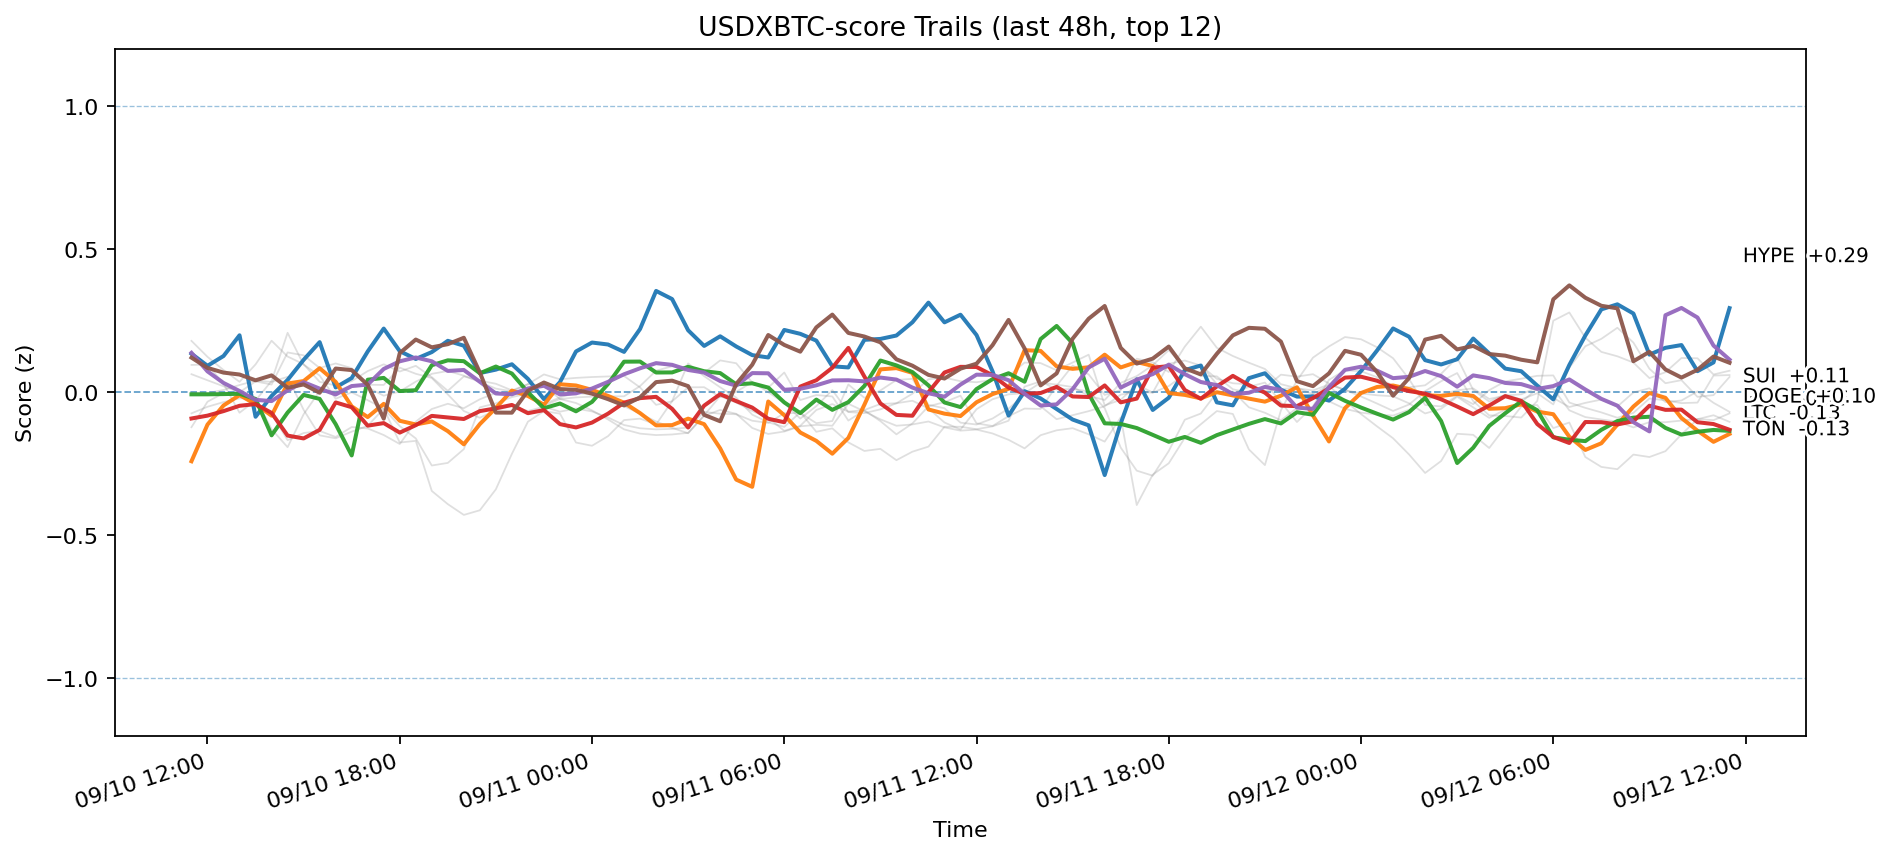 USDXBTC-score Trails (last 48h, top 12)
Score (z)
1.0
0.5
0.0
−0.5
−1.0
HYPE +0.29
SUI +0.11
DOGE +0.10
LTC -0.13
TON -0.13
09/10 12:00
09/10 18:00
09/11 00:00
09/11 06:00
09/11 12:00
09/11 18:00
09/12 00:00
09/12 06:00
09/12 12:00
Time